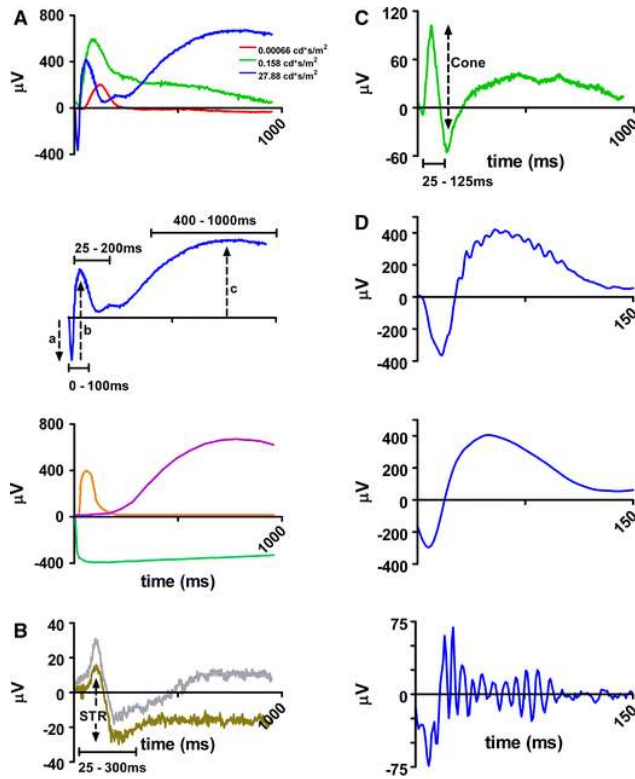 A
800
400
0
-400
μV
0.00066 cd*s/m²
0.158 cd*s/m²
27.88 cd*s/m²
1000
400 - 1000ms
25 - 200ms
a
b
c
0 - 100ms
800
400
0
-400
μV
1000
time (ms)
B
40
20
0
-20
-40
μV
STR
1000
time (ms)
25 - 300ms
C
120
60
0
-60
μV
Cone
1000
time (ms)
25 - 125ms
D
400
200
0
-200
-400
μV
150
400
200
0
-200
-400
μV
150
75
0
-75
μV
150
time (ms)